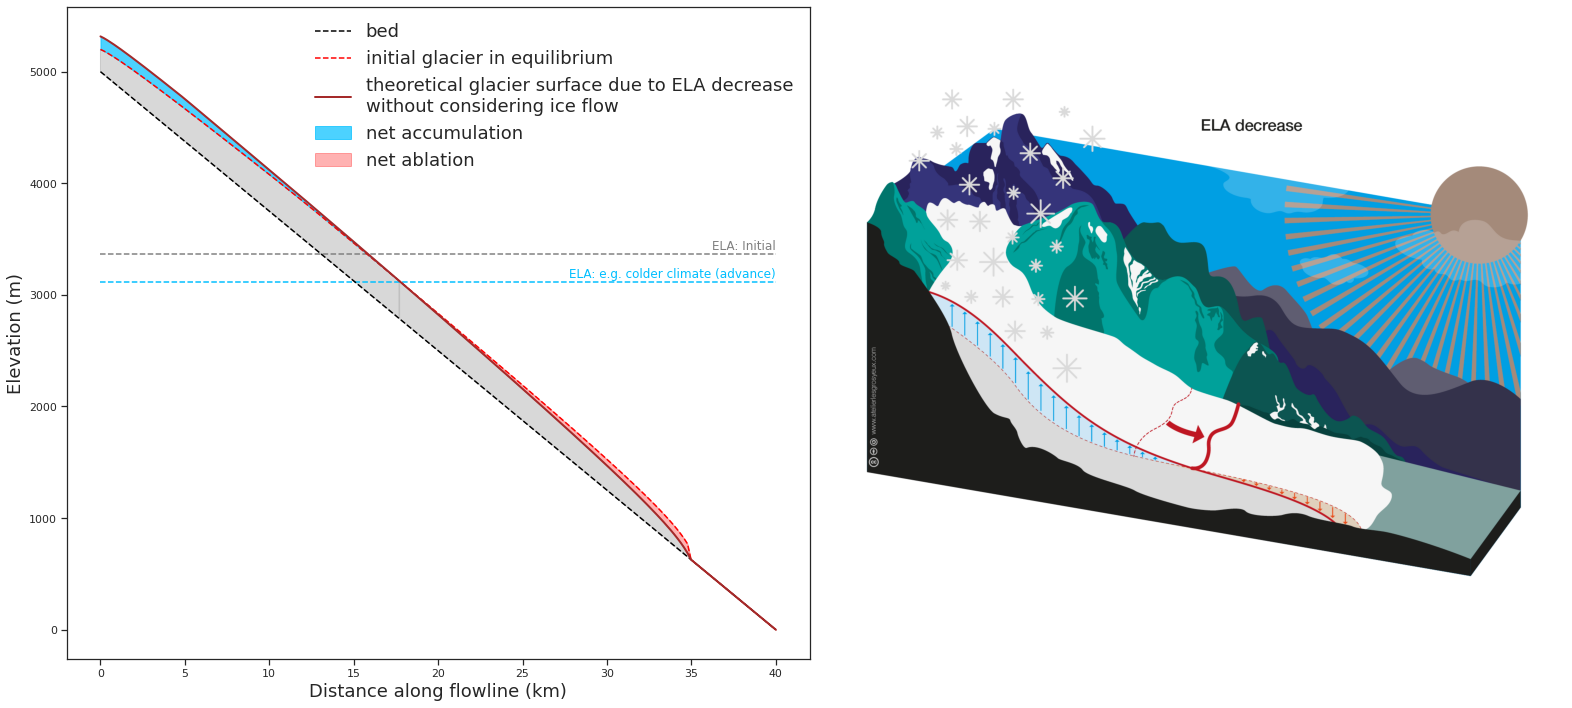 bed
initial glacier in equilibrium
theoretical glacier surface due to ELA decrease
without considering ice flow
net accumulation
net ablation
ELA: Initial
ELA: e.g. colder climate (advance)
Elevation (m)
5000
4000
3000
2000
1000
0
0 5 10 15 20 25 30 35 40
Distance along flowline (km)
ELA decrease
www.atelierlesgrosyeux.com
cc